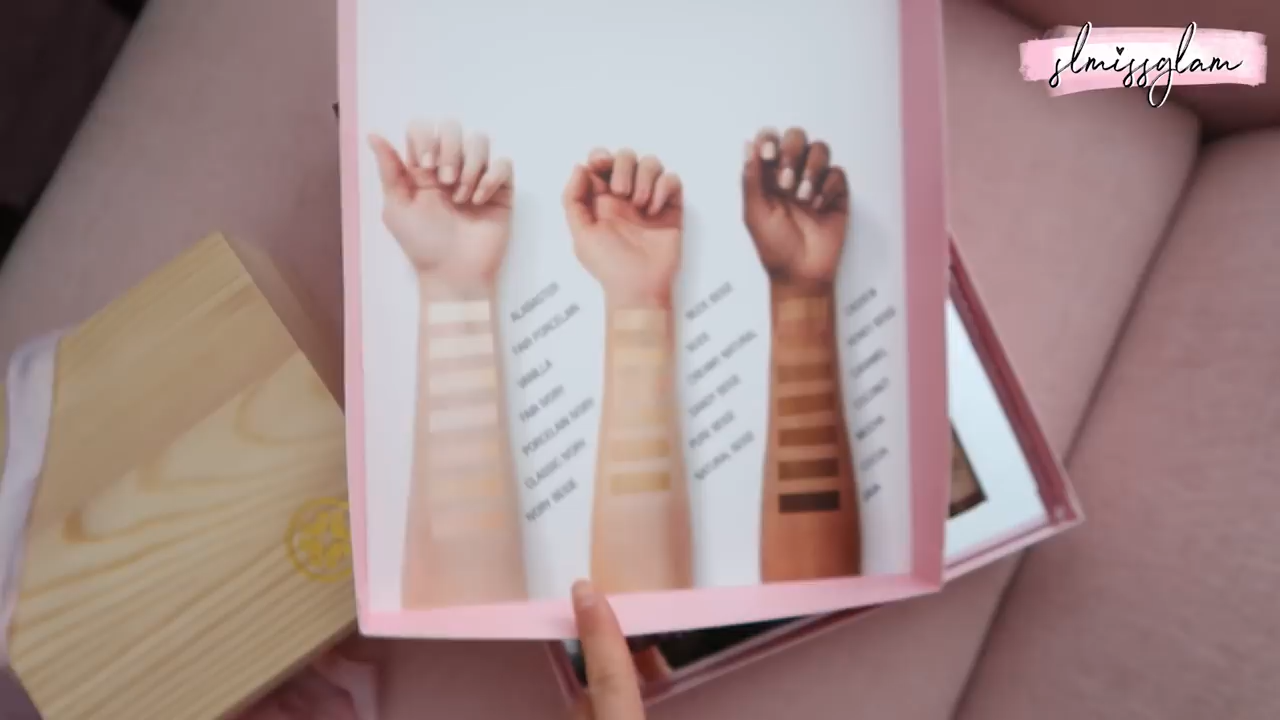 slmissglam
ALABASTER
FAIR PORCELAIN
VANILLA
FAIR IVORY
PORCELAIN IVORY
CLASSIC IVORY
IVORY BEIGE
NUDE BEIGE
NUDE
CREAMY NATURAL
SANDY BEIGE
PURE BEIGE
NATURAL BEIGE
HONEY BEIGE
CARAMEL
COCONUT
MOCHA
COCOA